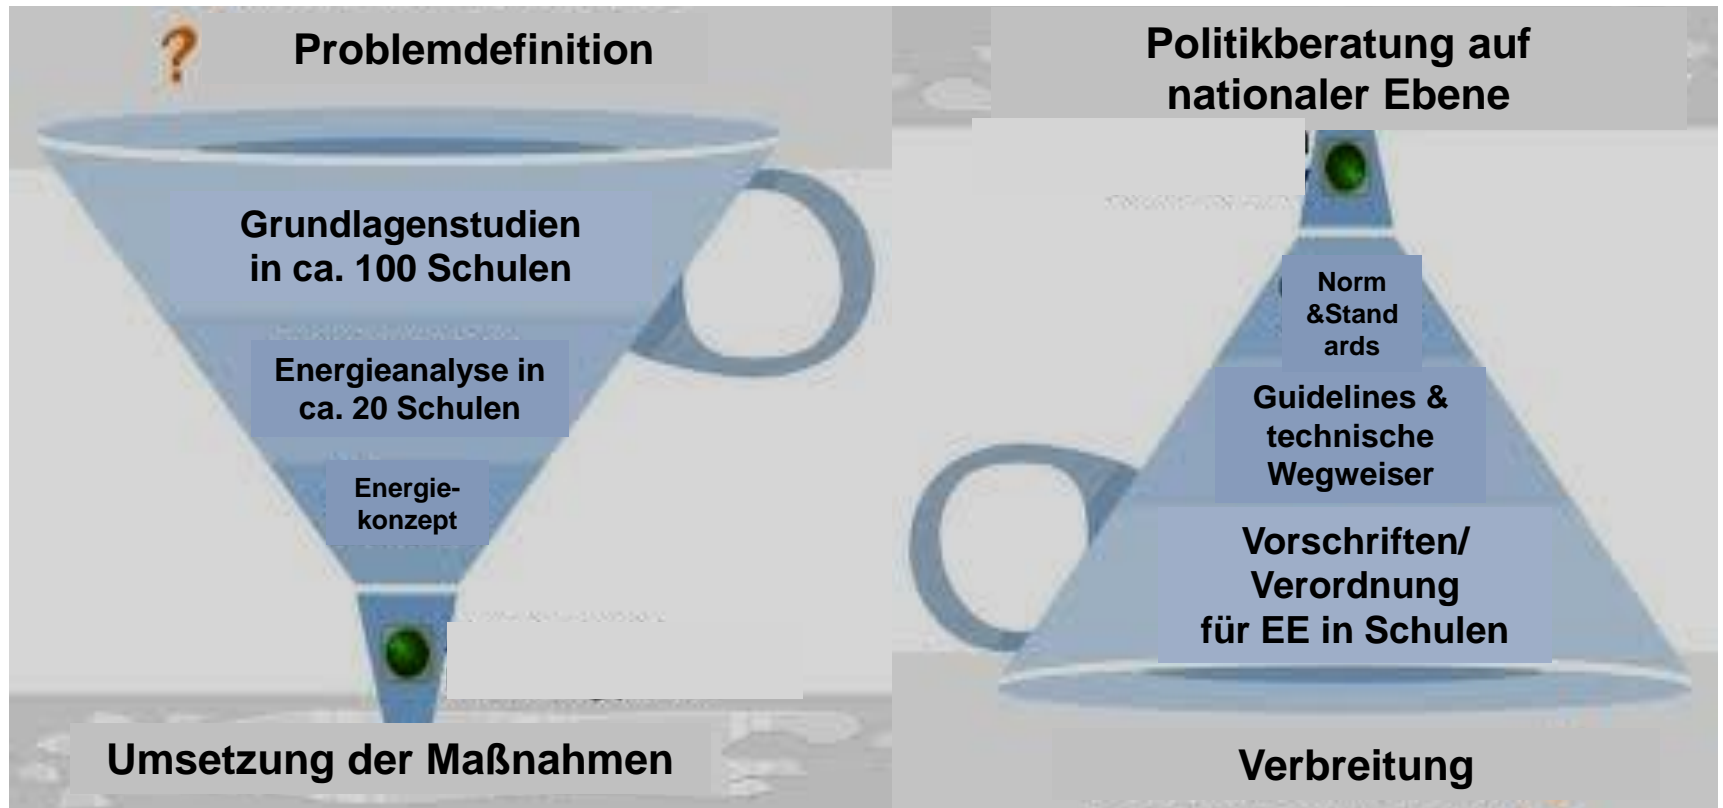 ?
Problemdefinition
Grundlagenstudien
in ca. 100 Schulen
Energieanalyse in
ca. 20 Schulen
Energie-
konzept
Umsetzung der Maßnahmen
Politikberatung auf
nationaler Ebene
Norm
&Stand
ards
Guidelines &
technische
Wegweiser
Vorschriften/
Verordnung
für EE in Schulen
Verbreitung